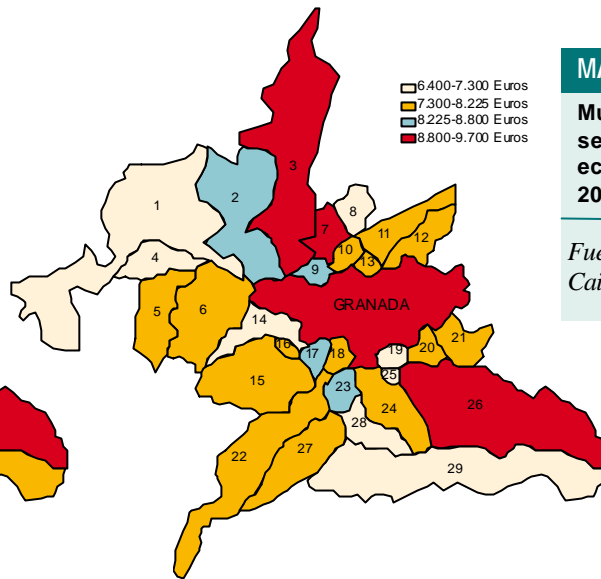 6.400-7.300 Euros
7.300-8.225 Euros
8.225-8.800 Euros
8.800-9.700 Euros
MA
Mu
se
ec
20
Fue
Cai
3
1
2
8
7
11
12
10
4
13
9
GRANADA
5
6
14
16
17
18
19
20
21
15
25
23
24
26
28
22
27
29